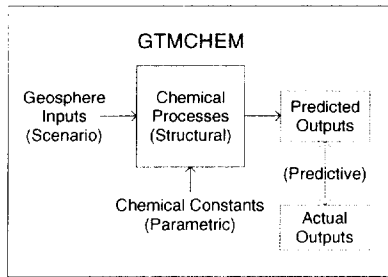 GTMCHEM
Geosphere
Inputs
(Scenario)
Chemical
Processes
(Structural)
Predicted
Outputs
(Predictive)
Chemical Constants
(Parametric)
Actual
Outputs